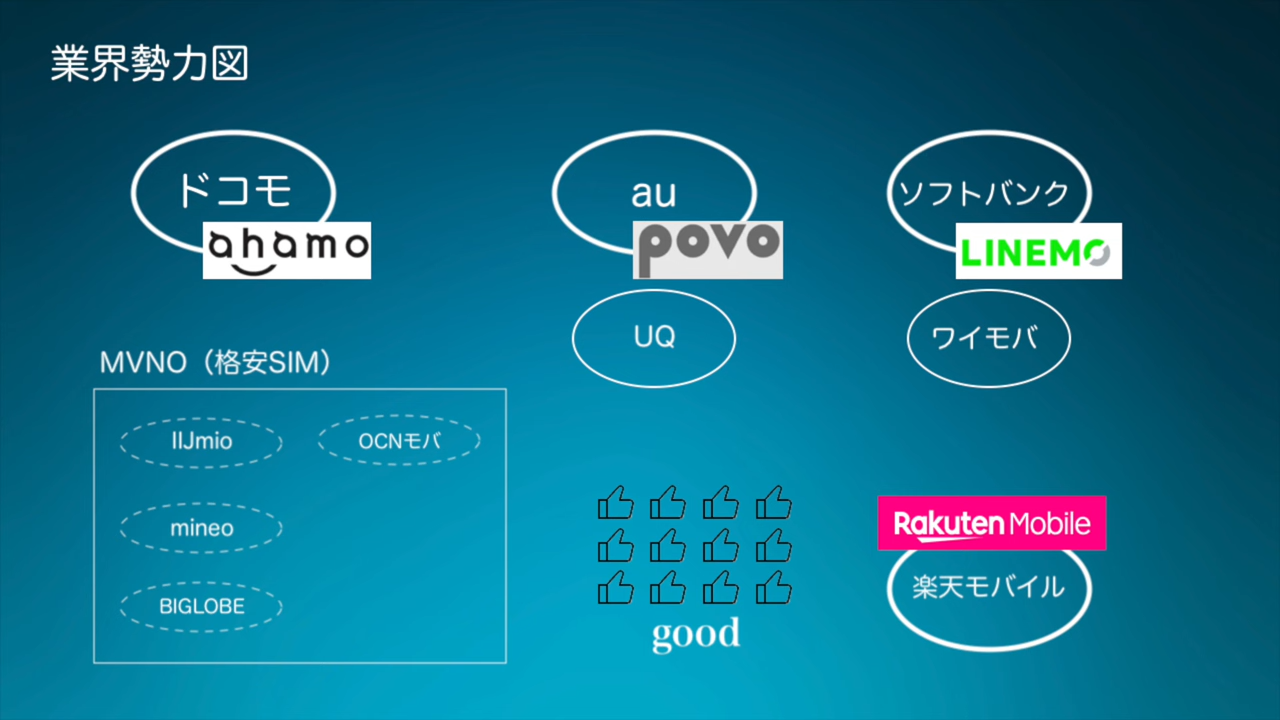 業界勢力図
ドコモ
ahamo
au
povo
ソフトバンク
LINEMO
UQ
ワイモバ
MVNO（格安SIM）
IIJmio
OCNモバ
mineo
BIGLOBE
good
Rakuten Mobile
楽天モバイル